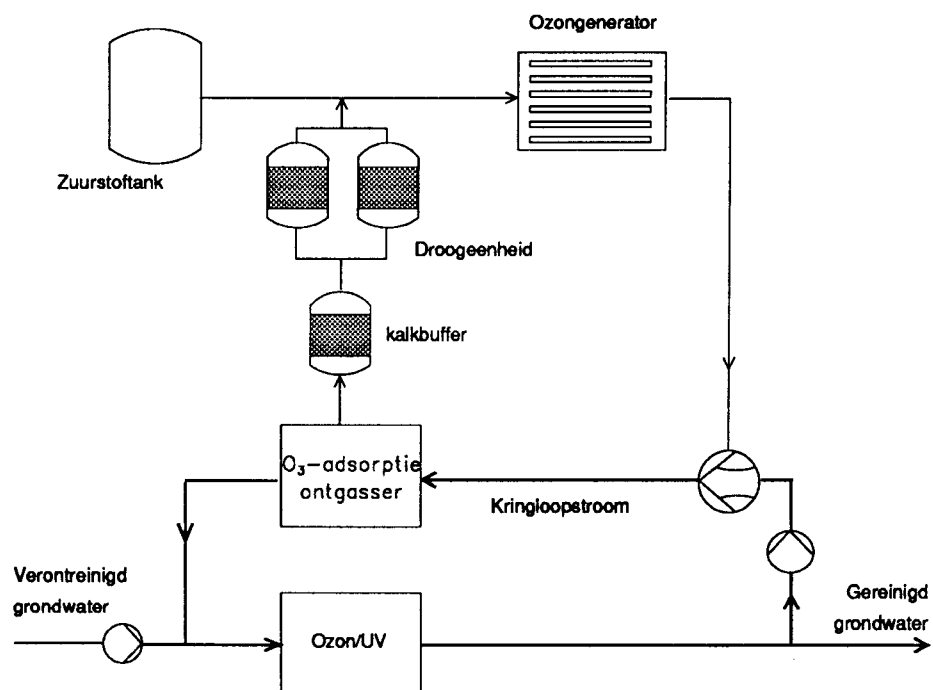 Ozongenerator
Zuurstoftank
Droogeenheid
kalkbuffer
O₃-adsorptie
ontgasser
Kringloopstroom
Verontreinigd
grondwater
Gereinigd
grondwater
Ozon/UV